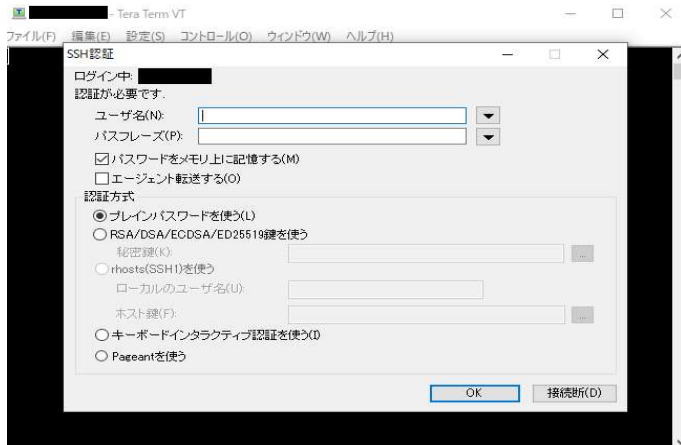 - Tera Term VT
ファイル(F) 編集(E) 設定(S) コントロール(O) ウィンドウ(W) ヘルプ(H)
SSH認証
ログイン中:
認証が必要です.
ユーザ名(N):
パスフレーズ(P):
パスワードをメモリ上に記憶する(M)
エージェント転送する(O)
認証方式
プレインパスワードを使う(L)
RSA/DSA/ECDSA/ED25519鍵を使う
秘密鍵(K):
...
rhosts(SSH1)を使う
ローカルのユーザ名(U):
ホスト鍵(F):
...
キーボードインタラクティブ認証を使う(I)
Pageantを使う
OK 接続断(D)